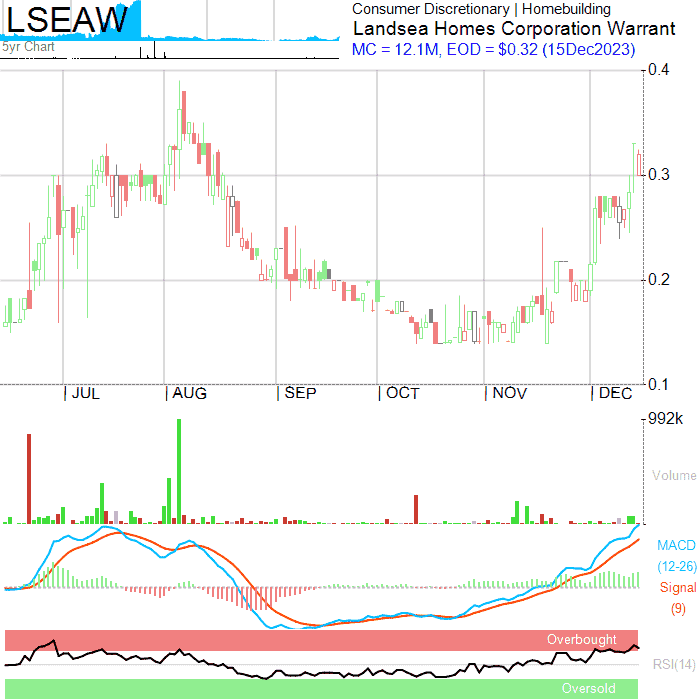 LSEAW
5yr Chart
Consumer Discretionary | Homebuilding
Landsea Homes Corporation Warrant
MC = 12.1M, EOD = $0.32 (15Dec2023)
0.4
0.3
0.2
0.1
| JUL
| AUG
| SEP
| OCT
| NOV
| DEC
992k
Volume
MACD
(12-26)
Signal
(9)
Overbought
RSI(14)
Oversold